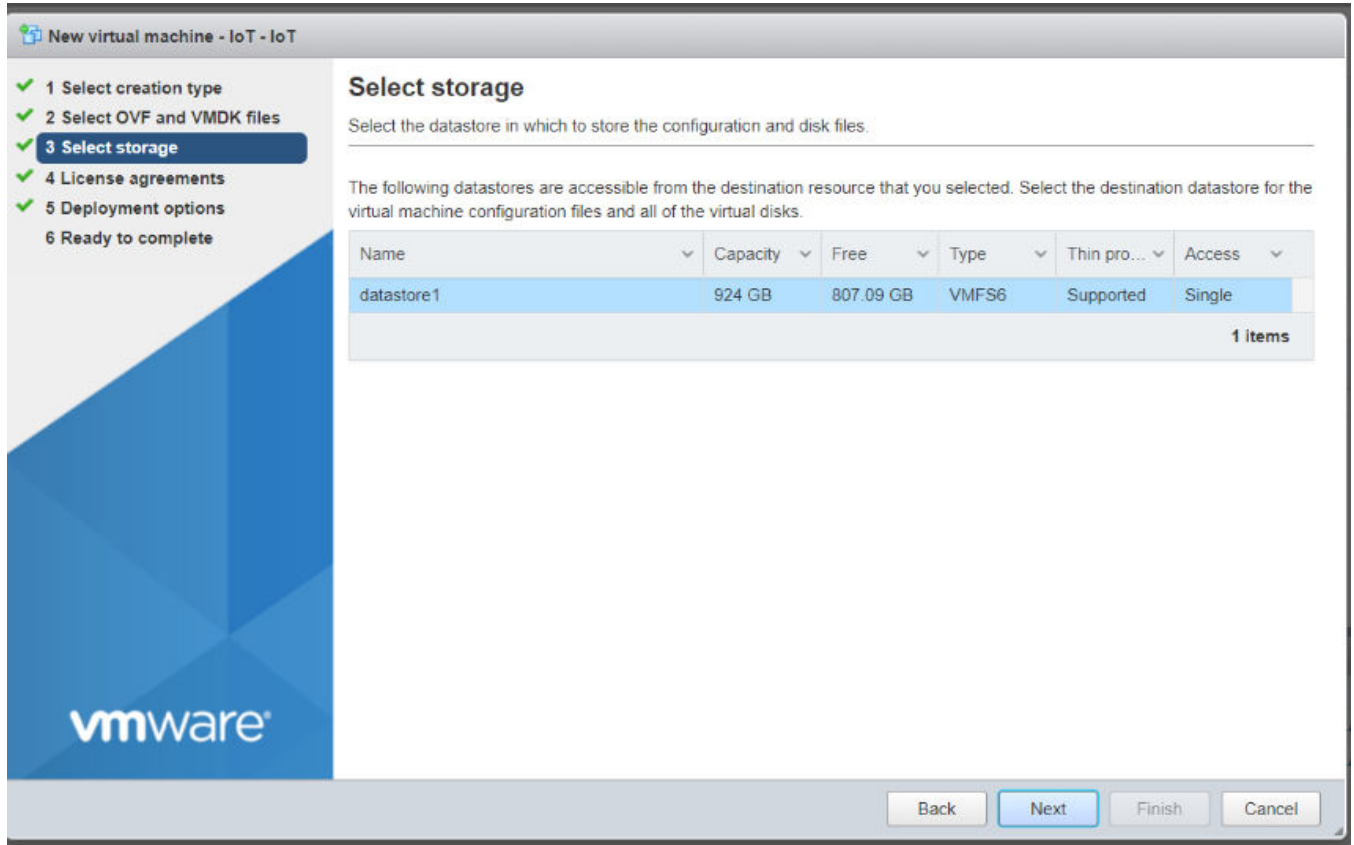 New virtual machine - IoT - IoT
1 Select creation type
2 Select OVF and VMDK files
3 Select storage
4 License agreements
5 Deployment options
6 Ready to complete
Select storage
Select the datastore in which to store the configuration and disk files.
The following datastores are accessible from the destination resource that you selected. Select the destination datastore for the
virtual machine configuration files and all of the virtual disks.
Name Capacity Free Type Thin pro... Access
datastore1 924 GB 807.09 GB VMFS6 Supported Single
1 items
vmware®
Back Next Finish Cancel